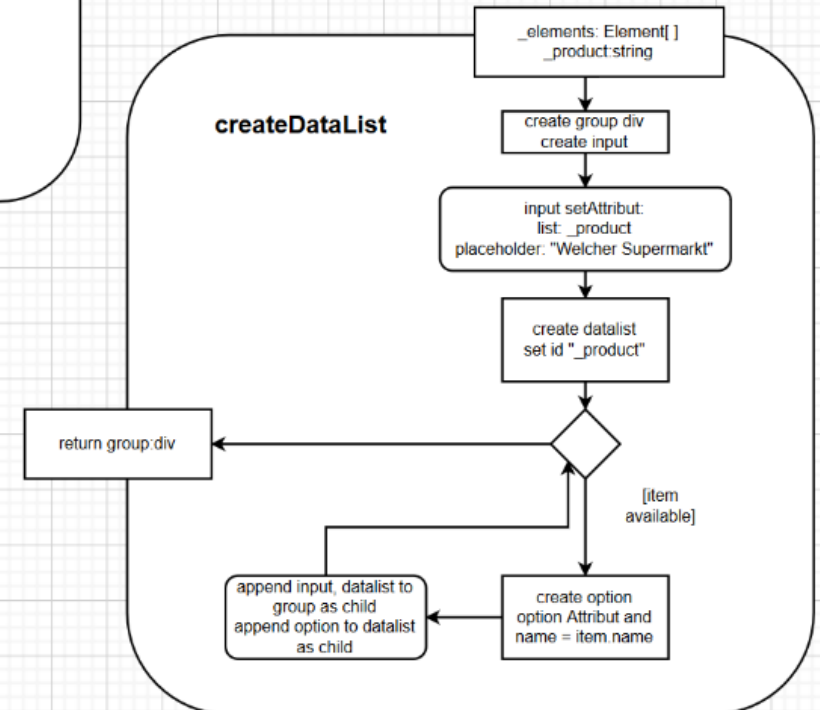 _elements: Element[ ]
_product:string
createDataList
create group div
create input
input setAttribut:
list: _product
placeholder: "Welcher Supermarkt"
create datalist
set id "_product"
return group:div
[item
available]
create option
option Attribut and
name = item.name
append input, datalist to
group as child
append option to datalist
as child